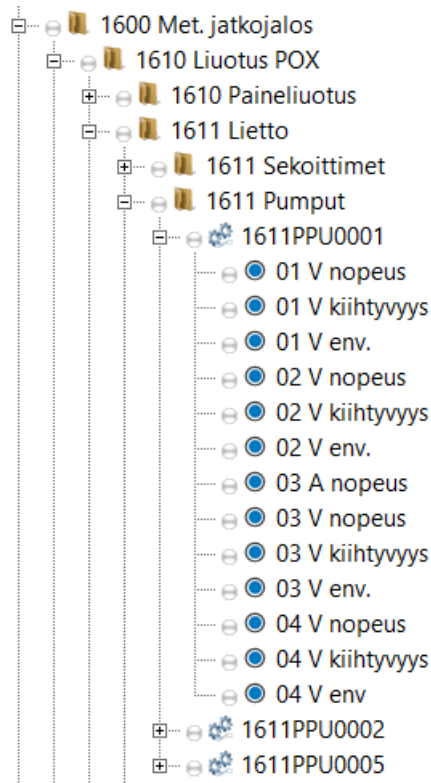 1600 Met. jatkojalos
1610 Liuotus POX
1610 Paineliuotus
1611 Lietto
1611 Sekoittimet
1611 Pumput
1611PPU0001
01 V nopeus
01 V kiihtyvyys
01 V env.
02 V nopeus
02 V kiihtyvyys
02 V env.
03 A nopeus
03 V nopeus
03 V kiihtyvyys
03 V env.
04 V nopeus
04 V kiihtyvyys
04 V env
1611PPU0002
1611PPU0005